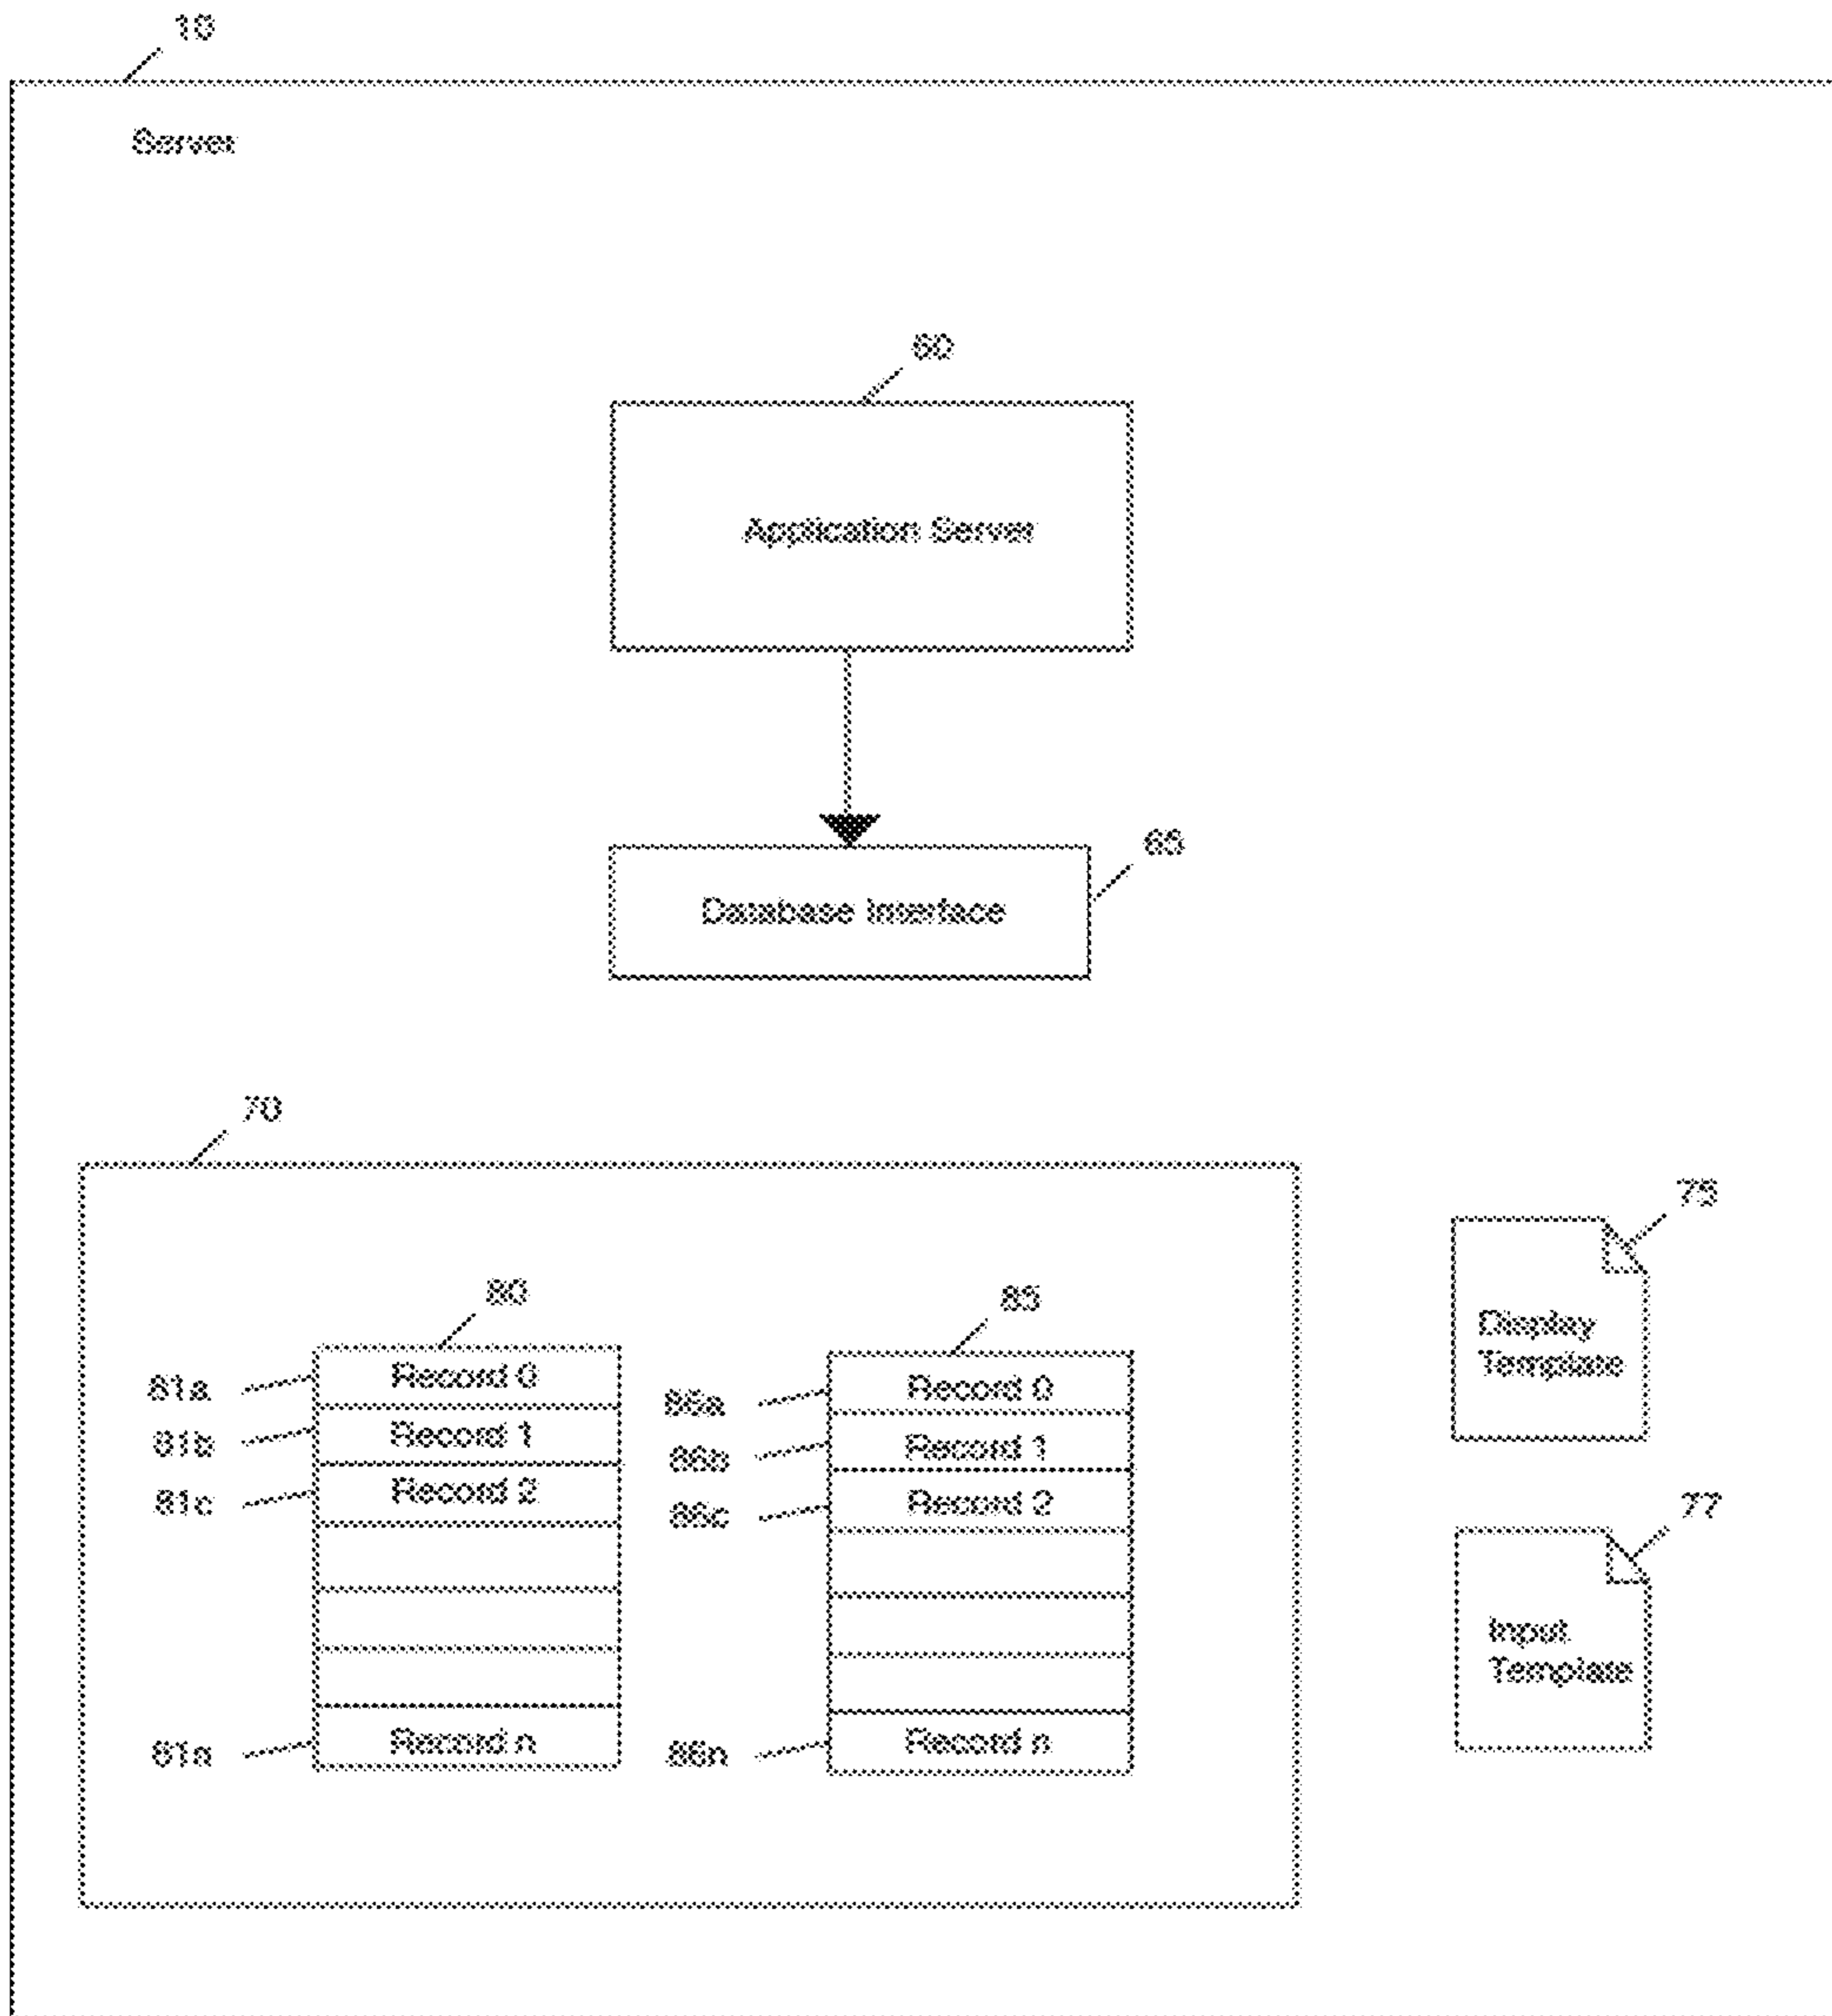 10
Server
60
Application Server
65
Database Interface
70
75
Display
Template
80
85
81a
Record 0
86a
Record 0
81b
Record 1
86b
Record 1
81c
Record 2
86c
Record 2
77
Input
Template
81n
Record n
86n
Record n